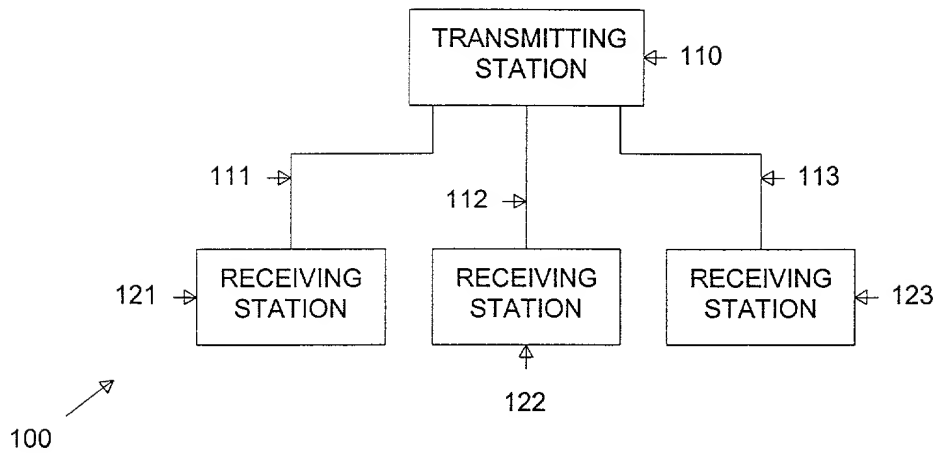 TRANSMITTING
STATION
110
111
112
113
121
RECEIVING
STATION
RECEIVING
STATION
RECEIVING
STATION
123
122
100